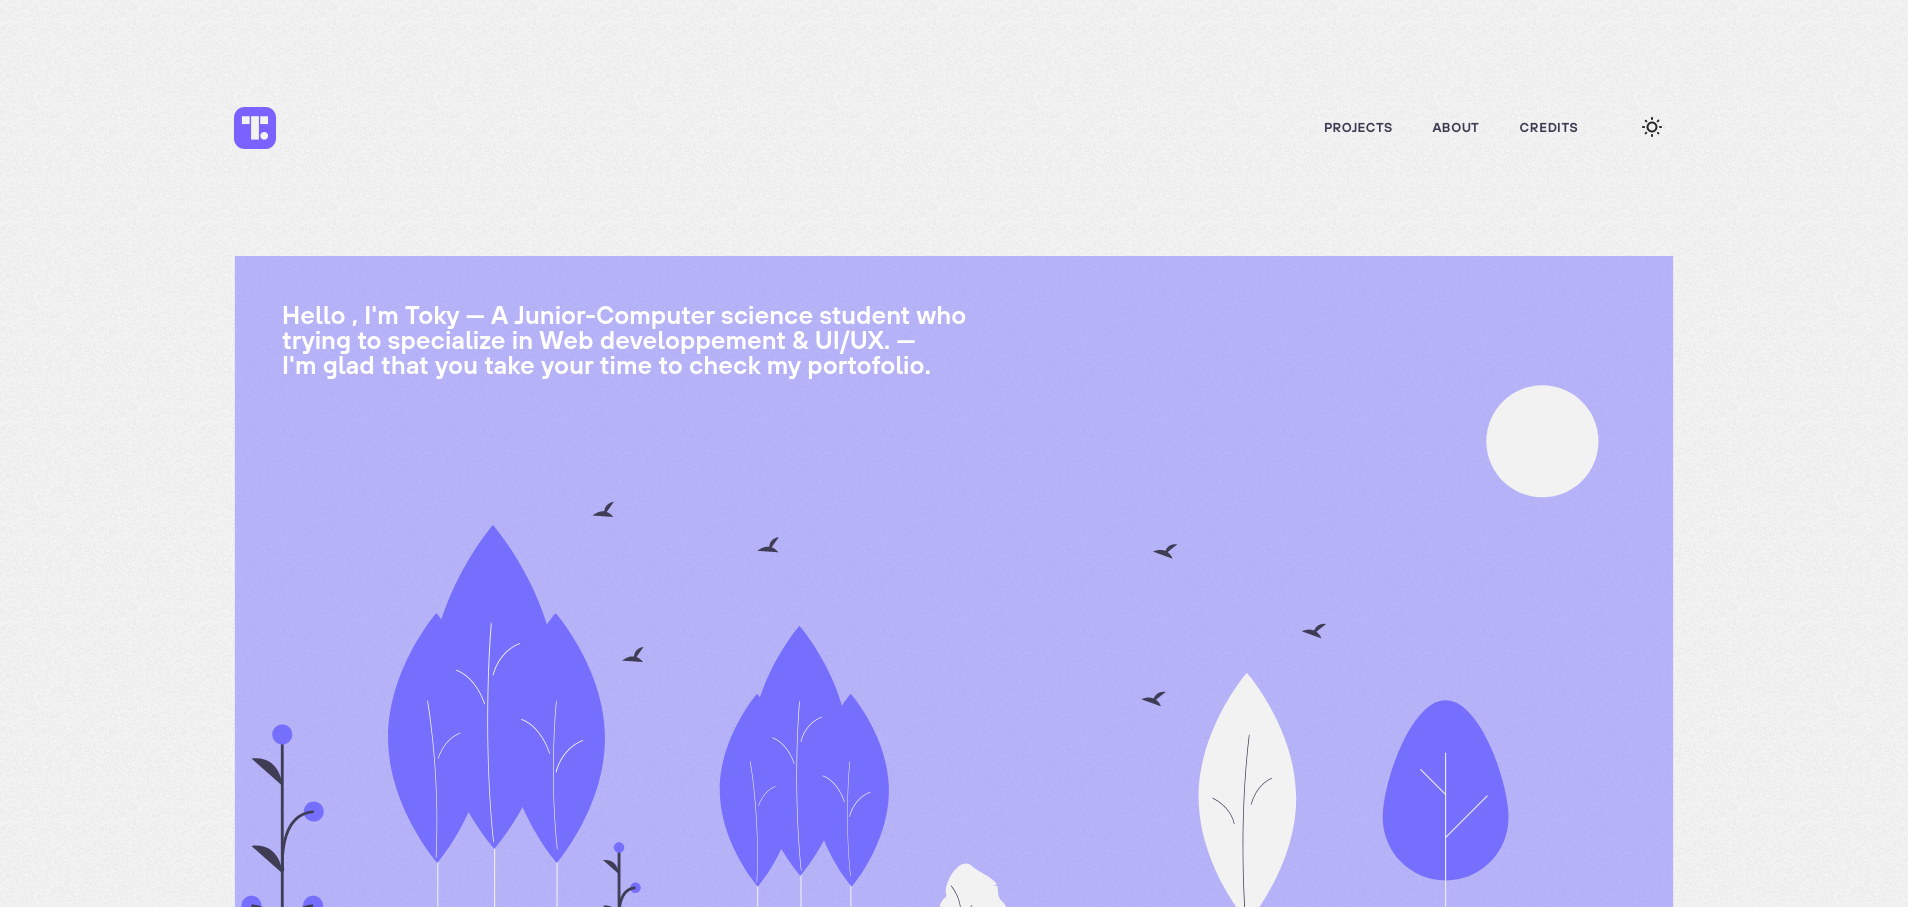 T.
PROJECTS ABOUT CREDITS
Hello , I'm Toky — A Junior-Computer science student who
trying to specialize in Web developpement & UI/UX. —
I'm glad that you take your time to check my portofolio.